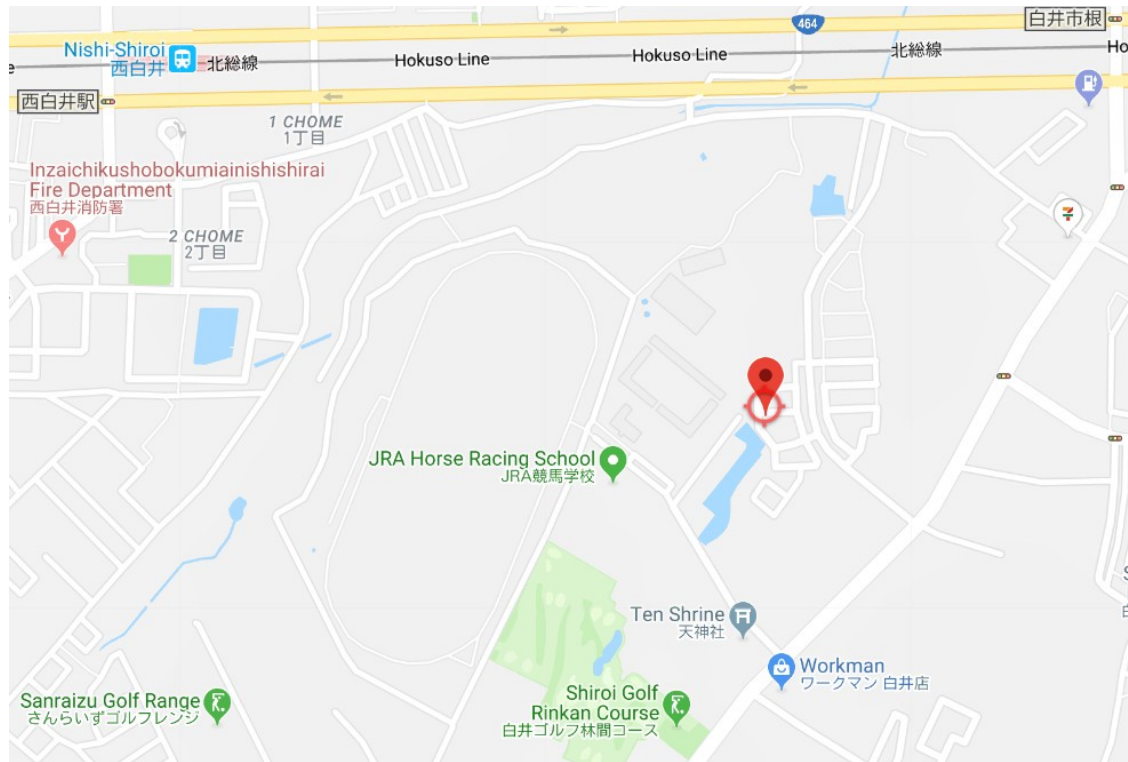 白井市根
464
Nishi-Shiroi
西白井
北総線
Hokuso Line
Hokuso Line
北総線
Ho
e
西白井駅
1 CHOME
1丁目
Inzaichikushobokumiainishishirai
Fire Department
西白井消防署
2 CHOME
2丁目
7
JRA Horse Racing School
JRA競馬学校
S
Ten Shrine
天神社
Workman
ワークマン 白井店
Shiroi Golf
Rinkan Course
白井ゴルフ林間コース
Sanraizu Golf Range
さんらいずゴルフレンジ